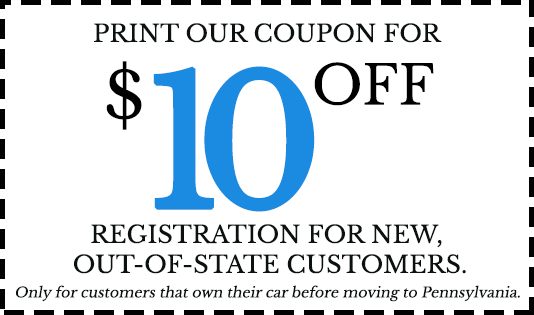 PRINT OUR COUPON FOR
$10 OFF
REGISTRATION FOR NEW,
OUT-OF-STATE CUSTOMERS.
Only for customers that own their car before moving to Pennsylvania.